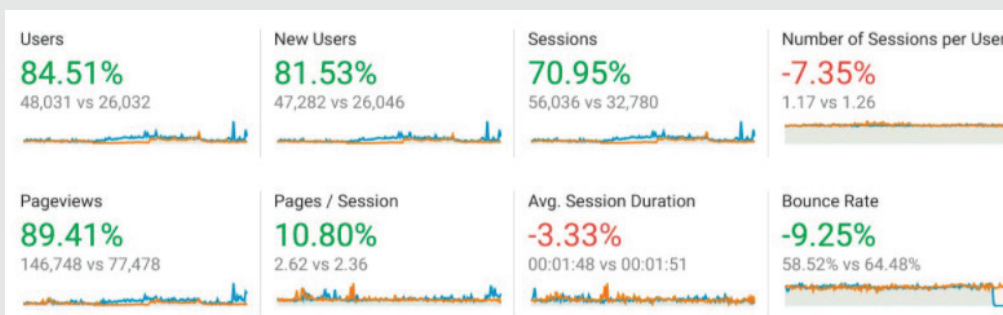 Users
84.51%
48,031 vs 26,032
New Users
81.53%
47,282 vs 26,046
Sessions
70.95%
56,036 vs 32,780
Number of Sessions per User
-7.35%
1.17 vs 1.26
Pageviews
89.41%
146,748 vs 77,478
Pages / Session
10.80%
2.62 vs 2.36
Avg. Session Duration
-3.33%
00:01:48 vs 00:01:51
Bounce Rate
-9.25%
58.52% vs 64.48%